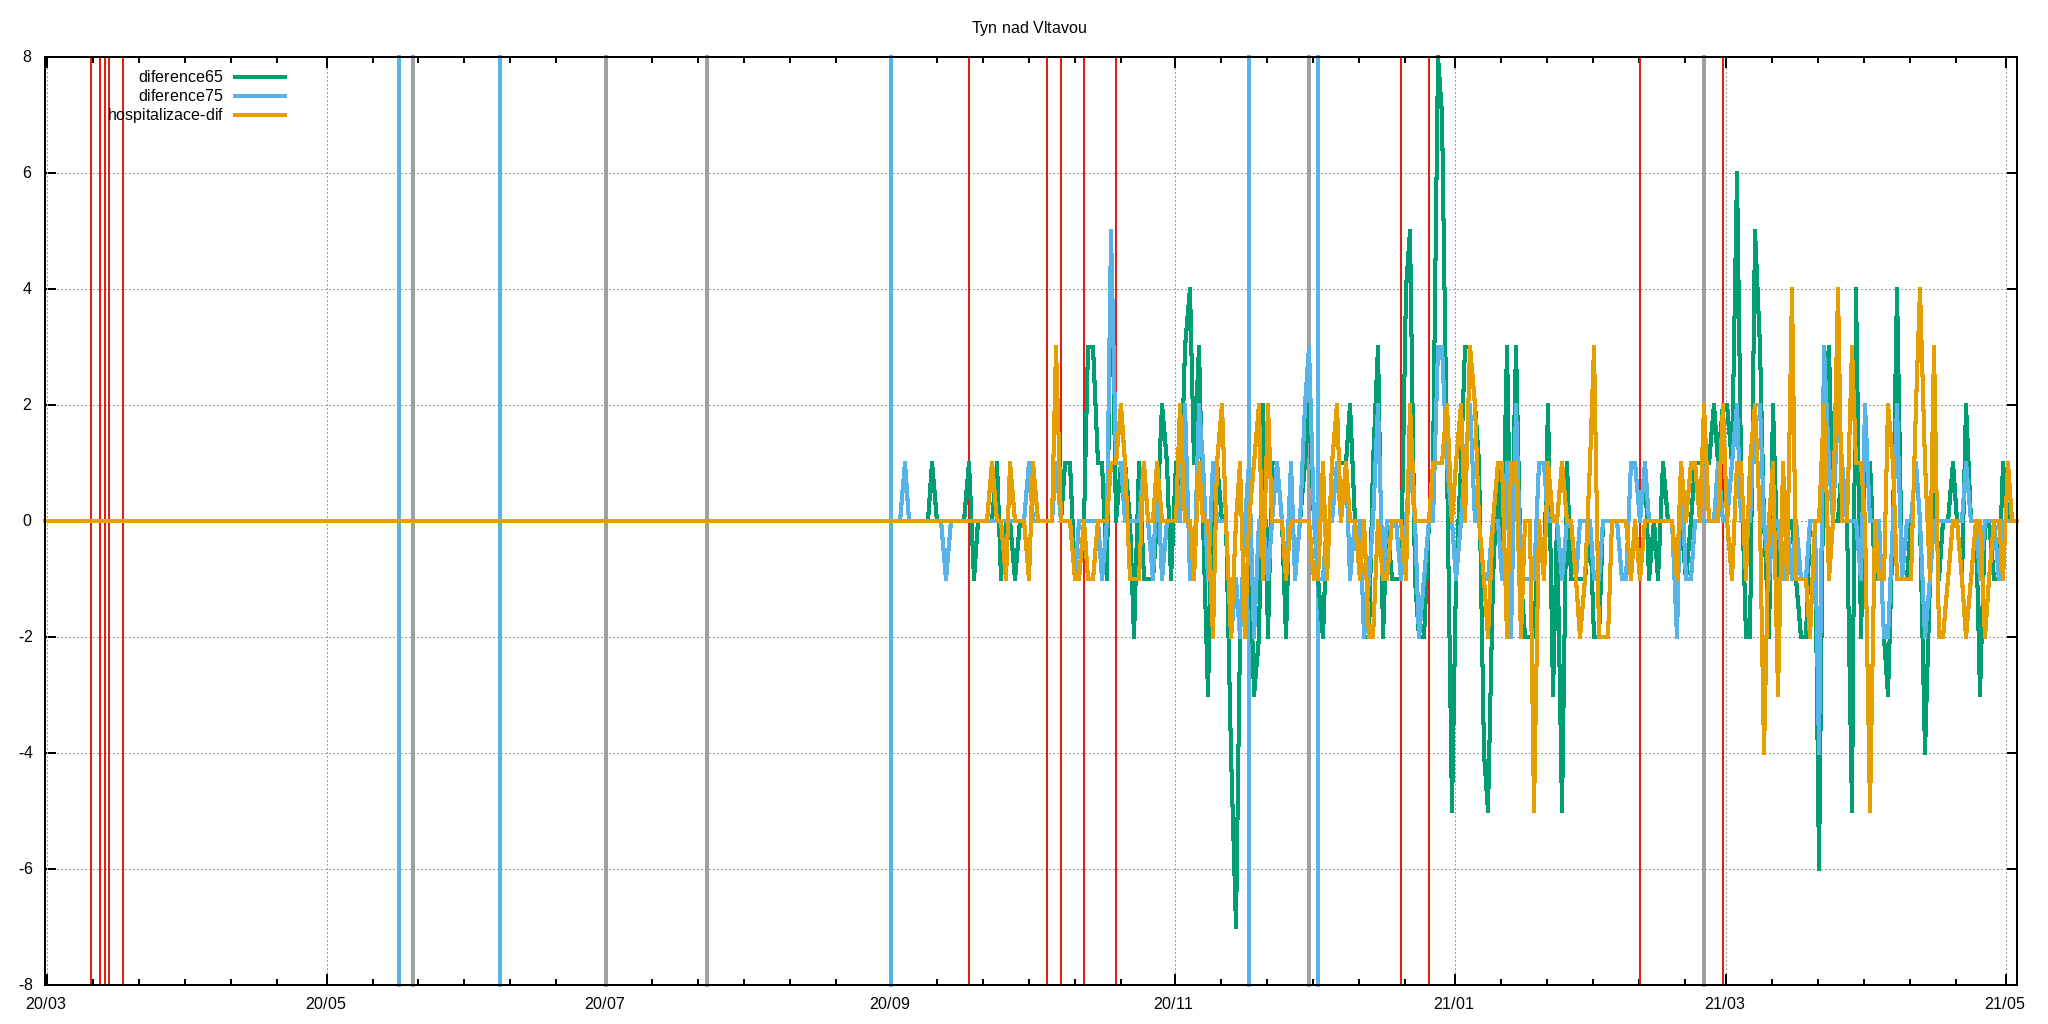 Tyn nad Vltavou
diference65
diference75
hospitalizace-dif
8
6
4
2
0
-2
-4
-6
-8
20/03 20/05 20/07 20/09 20/11 21/01 21/03 21/05